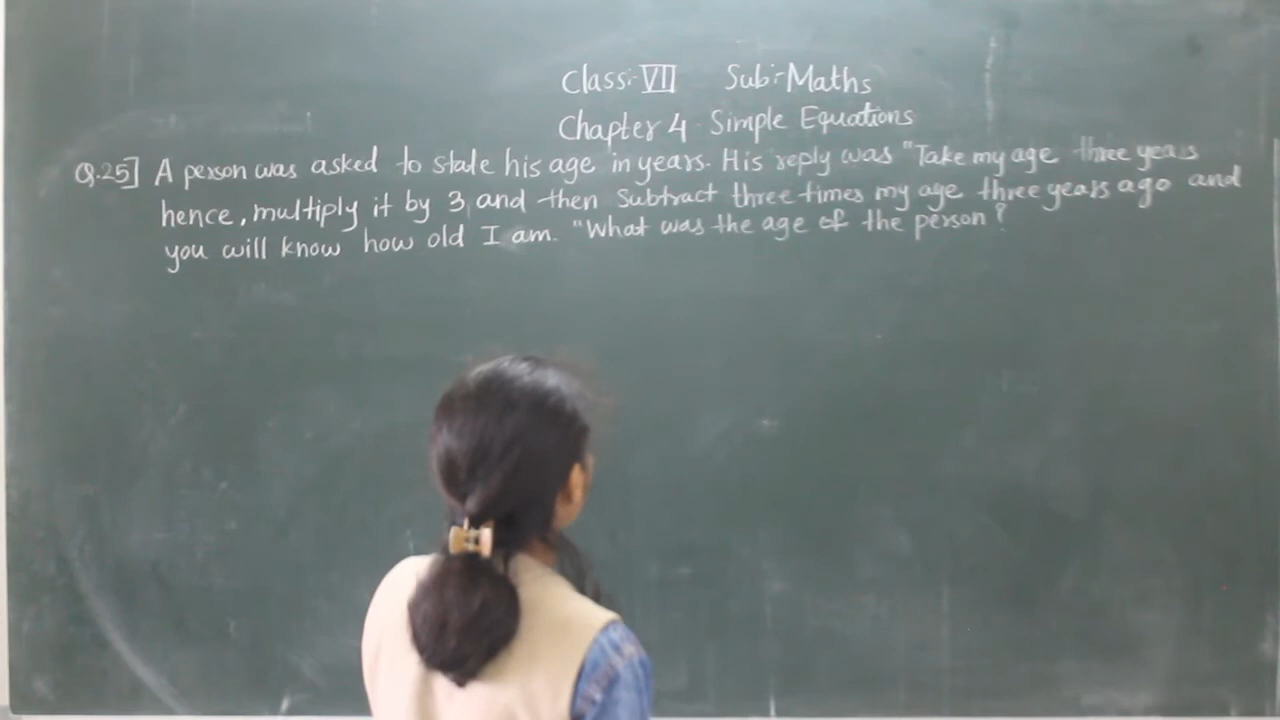 Class:- VII Sub:- Maths
Chapter 4 Simple Equations
Q.25] A person was asked to state his age in years. His reply was "Take my age three years
hence, multiply it by 3 and then Subtract three times my age three years ago and
you will know how old I am. "What was the age of the person?